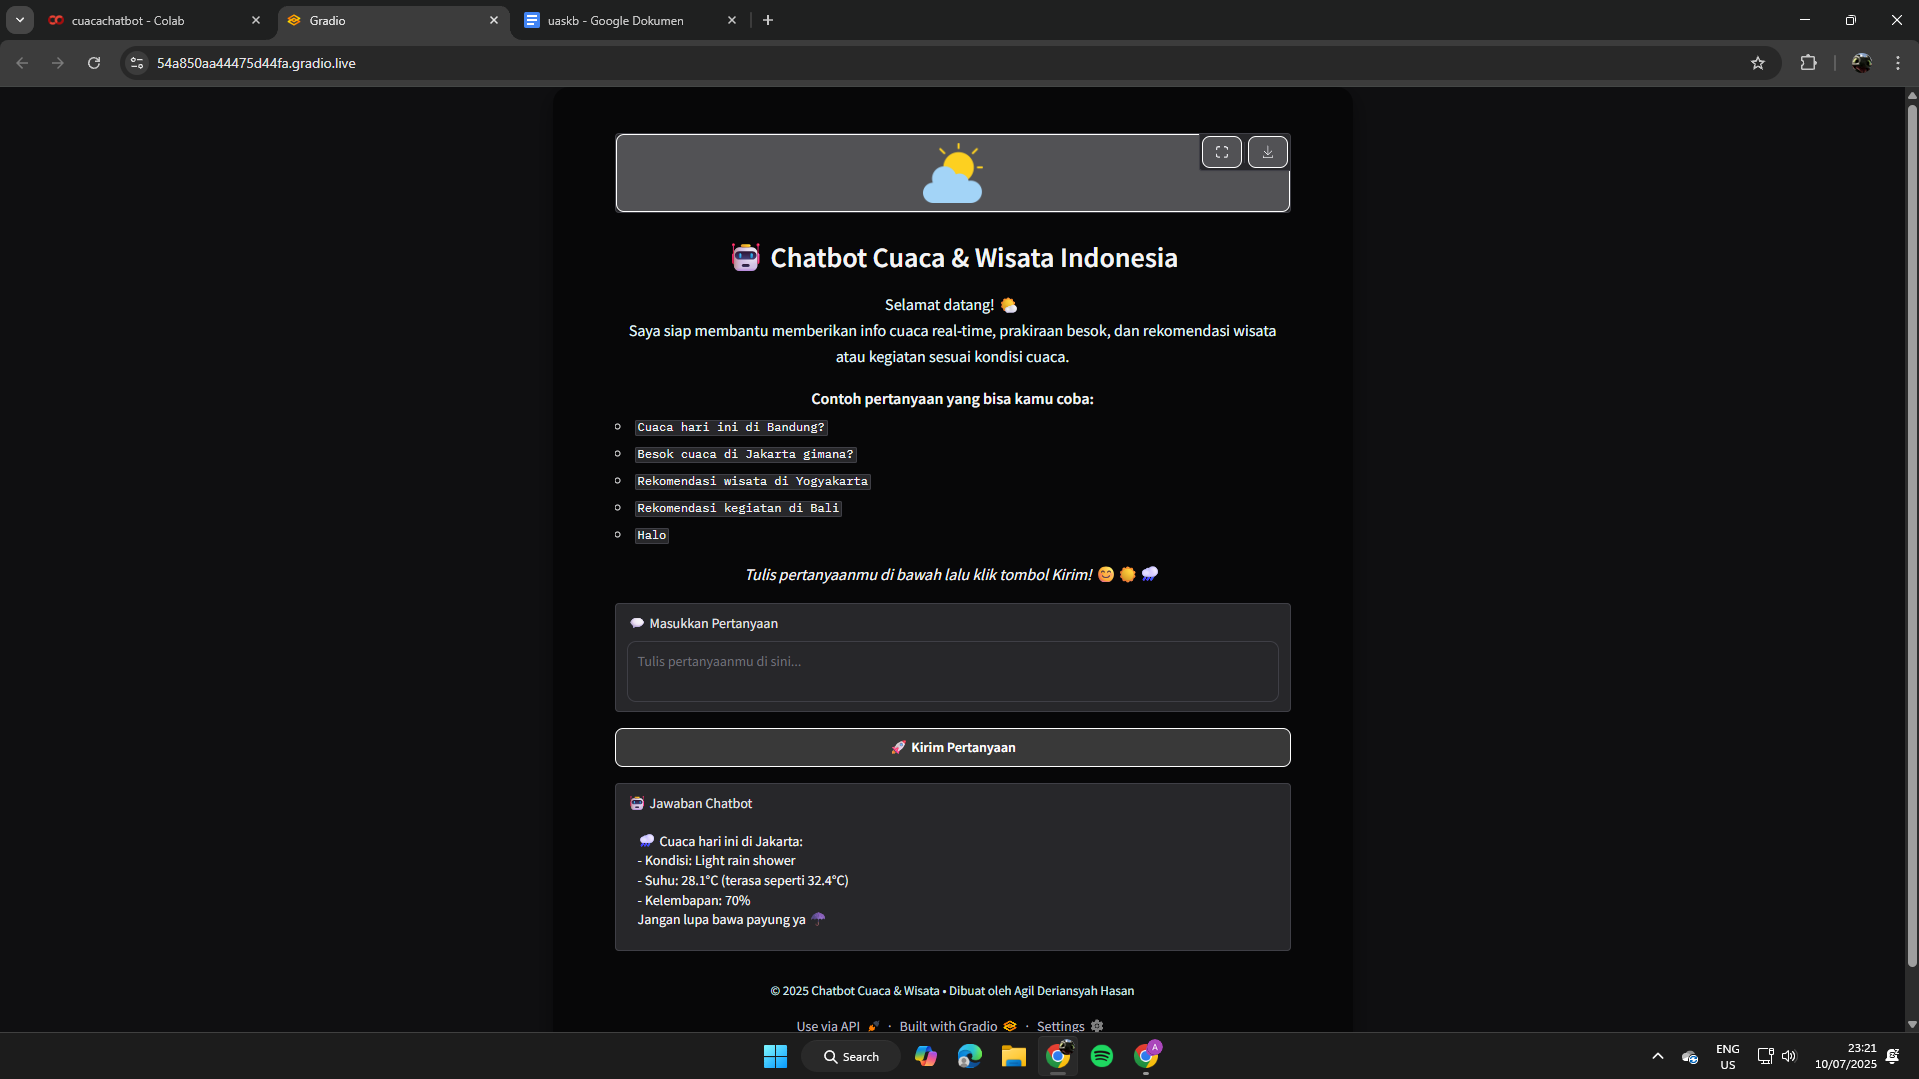 cuacachatbot - Colab
Gradio
uaskb - Google Dokumen
54a850aa44475d44fa.gradio.live
Chatbot Cuaca & Wisata Indonesia
Selamat datang!
Saya siap membantu memberikan info cuaca real-time, prakiraan besok, dan rekomendasi wisata
atau kegiatan sesuai kondisi cuaca.
Contoh pertanyaan yang bisa kamu coba:
Cuaca hari ini di Bandung?
Besok cuaca di Jakarta gimana?
Rekomendasi wisata di Yogyakarta
Rekomendasi kegiatan di Bali
Halo
Tulis pertanyaanmu di bawah lalu klik tombol Kirim!
Masukkan Pertanyaan
Tulis pertanyaanmu di sini...
Kirim Pertanyaan
Jawaban Chatbot
Cuaca hari ini di Jakarta:
- Kondisi: Light rain shower
- Suhu: 28.1°C (terasa seperti 32.4°C)
- Kelembapan: 70%
Jangan lupa bawa payung ya
© 2025 Chatbot Cuaca & Wisata • Dibuat oleh Agil Deriansyah Hasan
Use via API · Built with Gradio · Settings
Search
A
ENG
US
23:21
10/07/2025